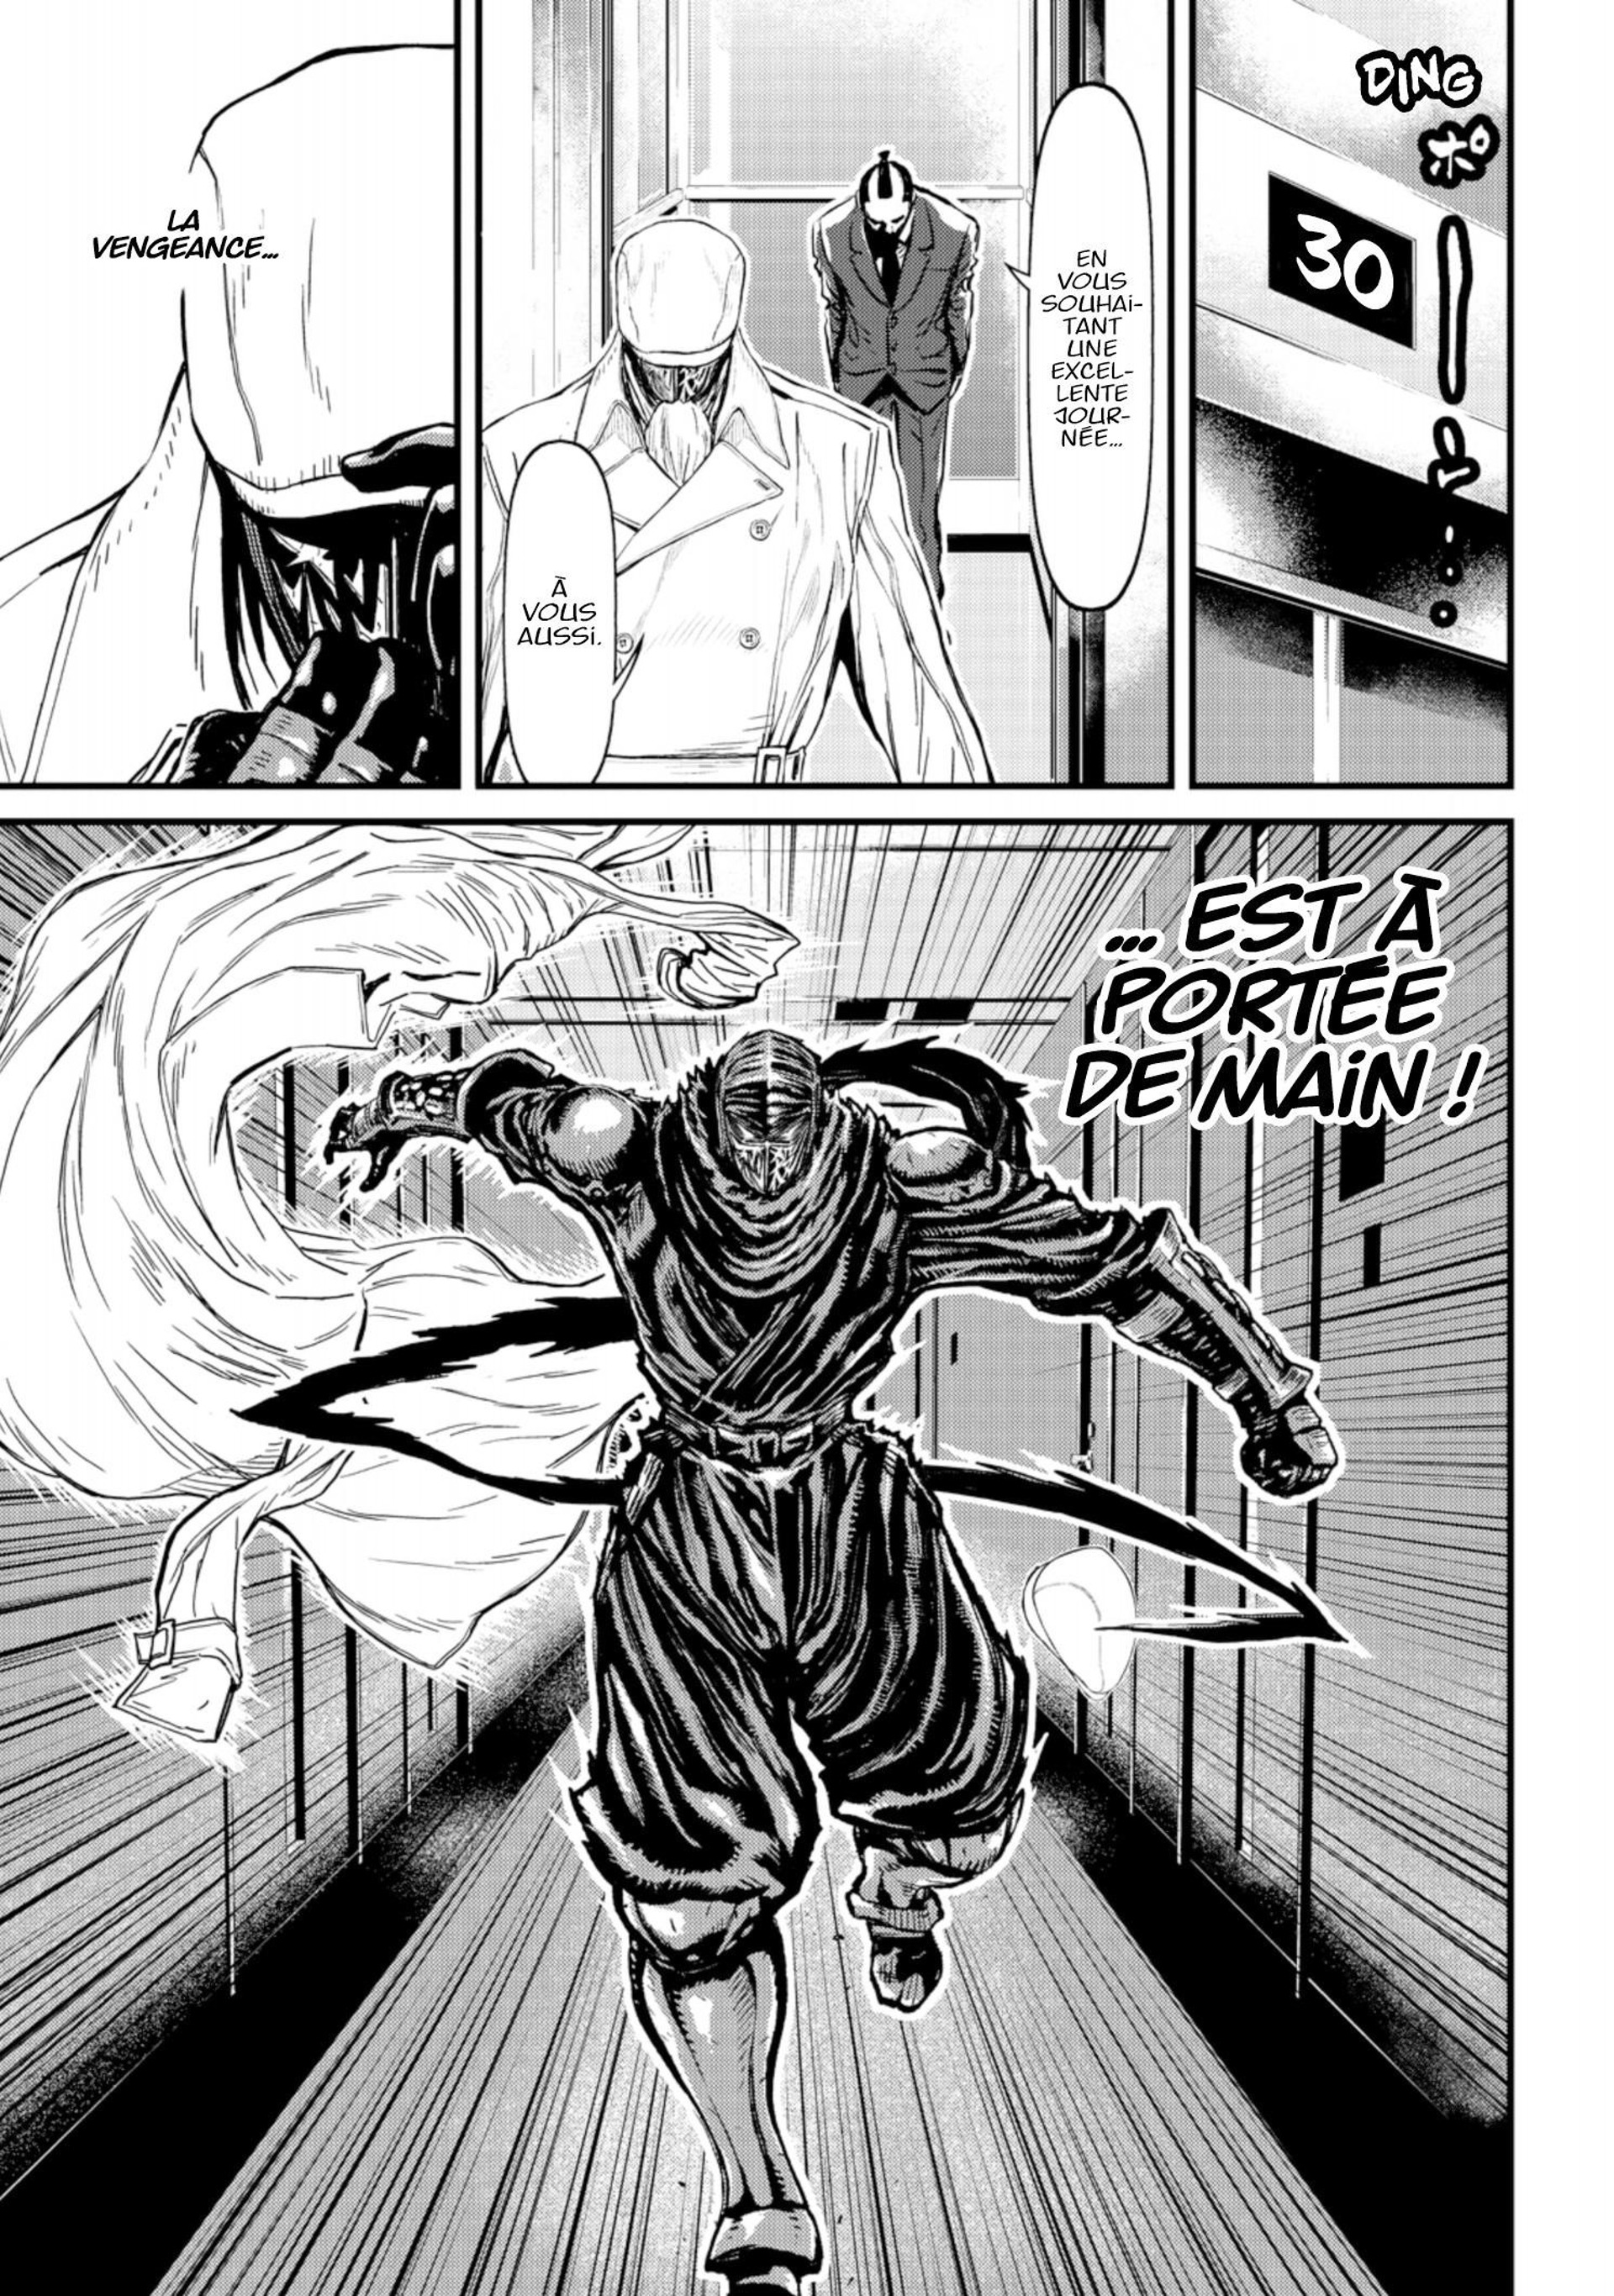 DING
ポーン...。
30
EN
VOUS
SOUHAI-
TANT
UNE
EXCEL-
LENTE
JOUR-
NÉE...
À
VOUS
AUSSI.
LA
VENGEANCE...
... EST À
PORTÉE
DE MAIN !